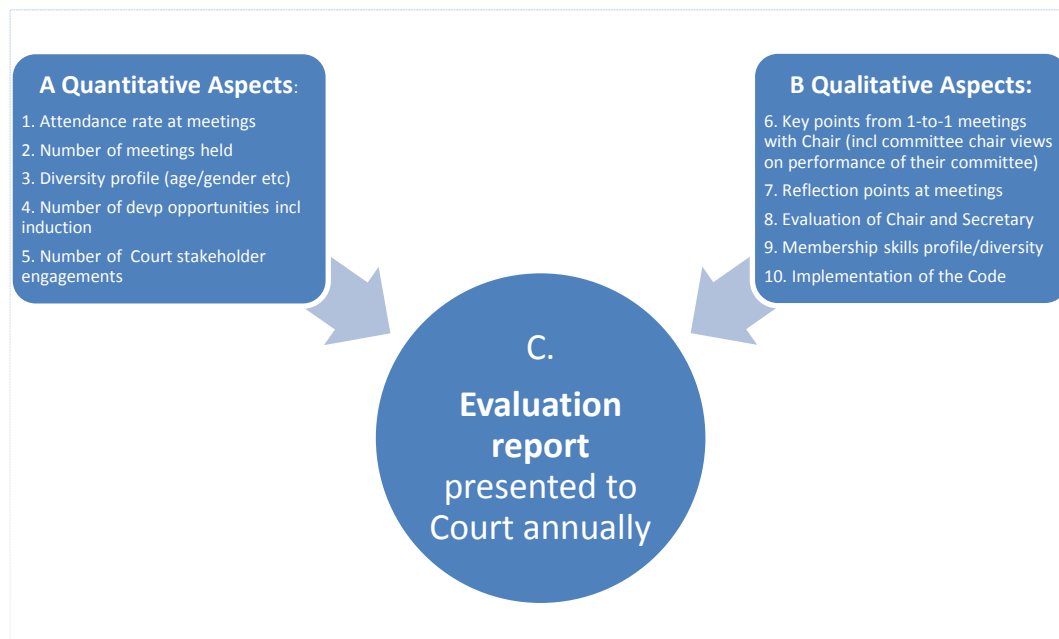 A Quantitative Aspects:
1. Attendance rate at meetings
2. Number of meetings held
3. Diversity profile (age/gender etc)
4. Number of devp opportunities incl
induction
5. Number of Court stakeholder
engagements
B Qualitative Aspects:
6. Key points from 1-to-1 meetings
with Chair (incl committee chair views
on performance of their committee)
7. Reflection points at meetings
8. Evaluation of Chair and Secretary
9. Membership skills profile/diversity
10. Implementation of the Code
C.
Evaluation
report
presented to
Court annually